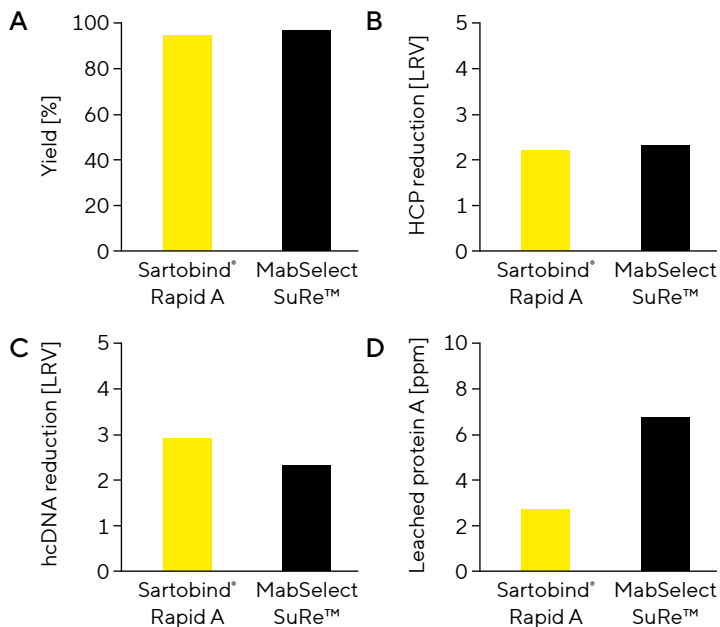 A
Yield [%]
100
80
60
40
20
0
Sartobind®
Rapid A
MabSelect
SuRe™
B
HCP reduction [LRV]
5
4
3
2
1
0
Sartobind®
Rapid A
MabSelect
SuRe™
C
hcDNA reduction [LRV]
5
4
3
2
1
0
Sartobind®
Rapid A
MabSelect
SuRe™
D
Leached protein A [ppm]
10
8
6
4
2
0
Sartobind®
Rapid A
MabSelect
SuRe™